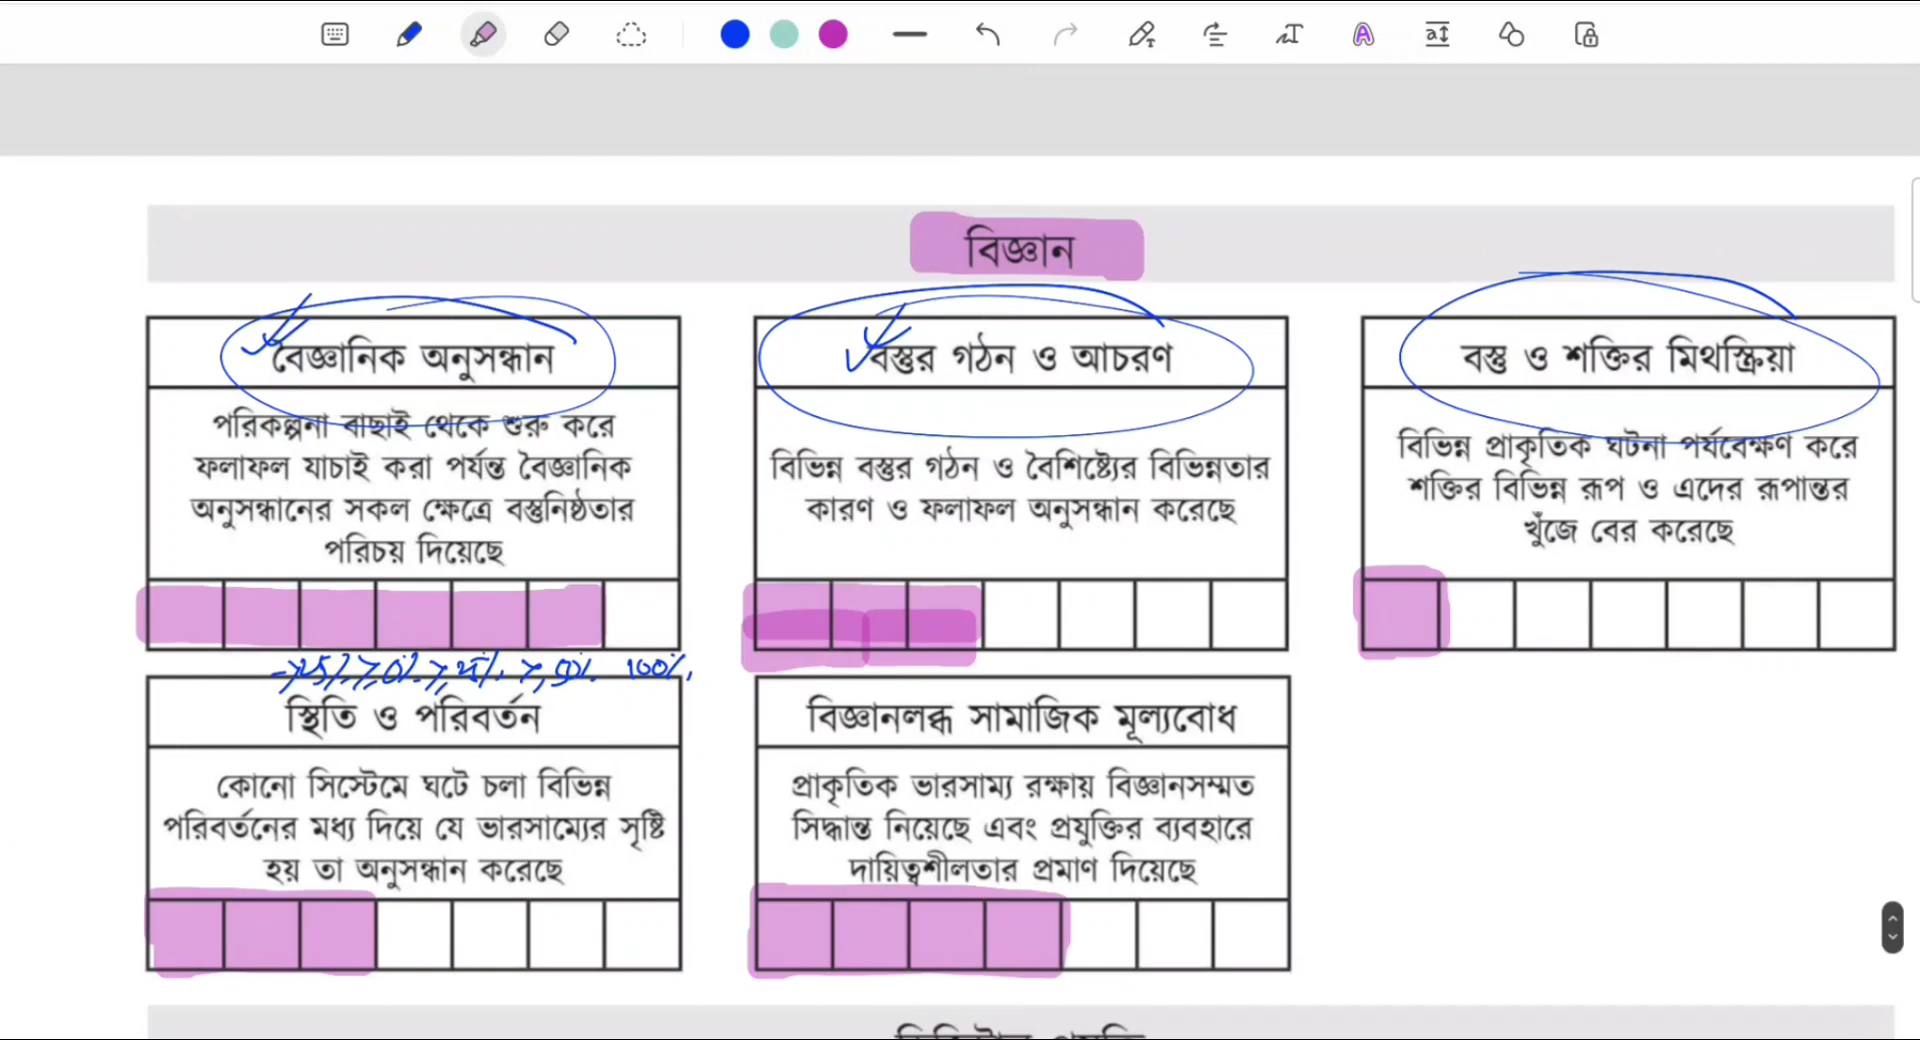 বিজ্ঞান
বৈজ্ঞানিক অনুসন্ধান
পরিকল্পনা বাছাই থেকে শুরু করে
ফলাফল যাচাই করা পর্যন্ত বৈজ্ঞানিক
অনুসন্ধানের সকল ক্ষেত্রে বস্তুনিষ্ঠতার
পরিচয় দিয়েছে
বস্তুর গঠন ও আচরণ
বিভিন্ন বস্তুর গঠন ও বৈশিষ্ট্যের বিভিন্নতার
কারণ ও ফলাফল অনুসন্ধান করেছে
বস্তু ও শক্তির মিথস্ক্রিয়া
বিভিন্ন প্রাকৃতিক ঘটনা পর্যবেক্ষণ করে
শক্তির বিভিন্ন রূপ ও এদের রূপান্তর
খুঁজে বের করেছে
100%
স্থিতি ও পরিবর্তন
কোনো সিস্টেমে ঘটে চলা বিভিন্ন
পরিবর্তনের মধ্য দিয়ে যে ভারসাম্যের সৃষ্টি
হয় তা অনুসন্ধান করেছে
বিজ্ঞানলব্ধ সামাজিক মূল্যবোধ
প্রাকৃতিক ভারসাম্য রক্ষায় বিজ্ঞানসম্মত
সিদ্ধান্ত নিয়েছে এবং প্রযুক্তির ব্যবহারে
দায়িত্বশীলতার প্রমাণ দিয়েছে